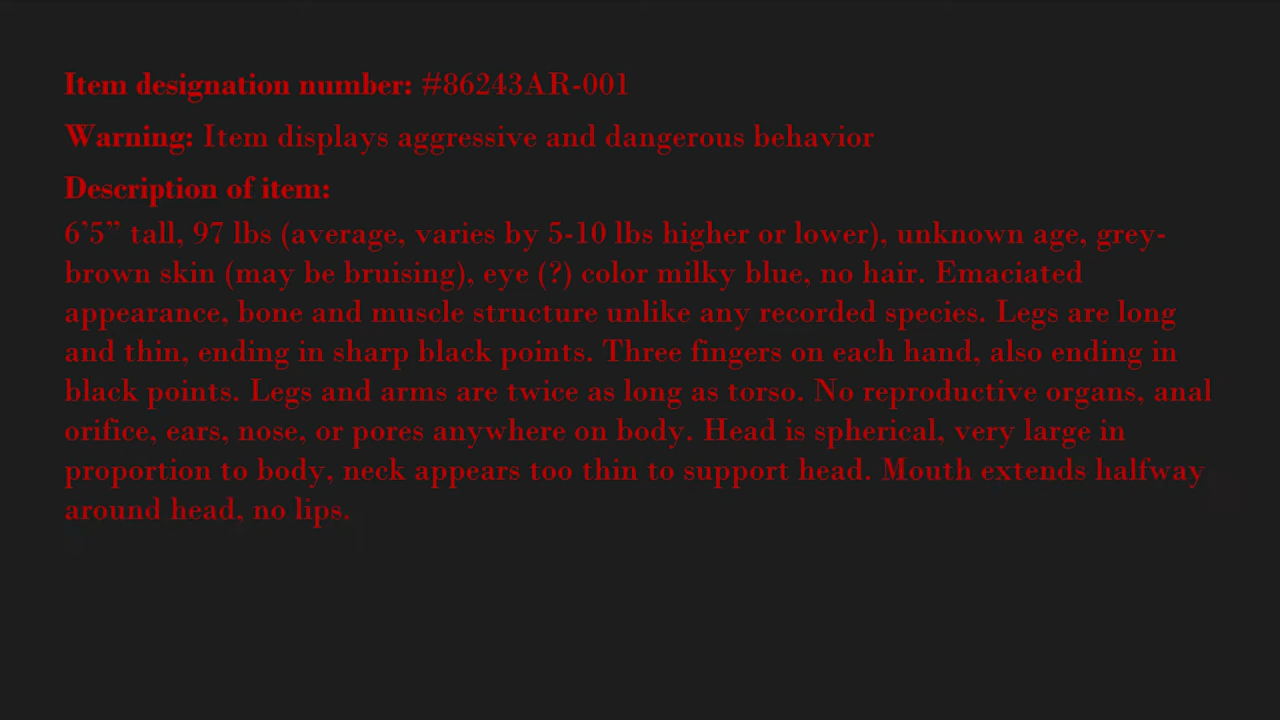 Item designation number: #86243AR-001
Warning: Item displays aggressive and dangerous behavior
Description of item:
6’5” tall, 97 lbs (average, varies by 5-10 lbs higher or lower), unknown age, grey-
brown skin (may be bruising), eye (?) color milky blue, no hair. Emaciated
appearance, bone and muscle structure unlike any recorded species. Legs are long
and thin, ending in sharp black points. Three fingers on each hand, also ending in
black points. Legs and arms are twice as long as torso. No reproductive organs, anal
orifice, ears, nose, or pores anywhere on body. Head is spherical, very large in
proportion to body, neck appears too thin to support head. Mouth extends halfway
around head, no lips.